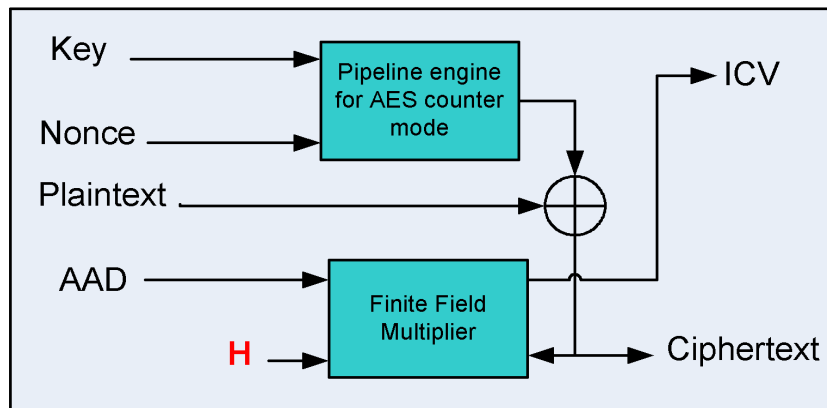 Key
Pipeline engine
for AES counter
mode
ICV
Nonce
Plaintext
AAD
Finite Field
Multiplier
H
Ciphertext